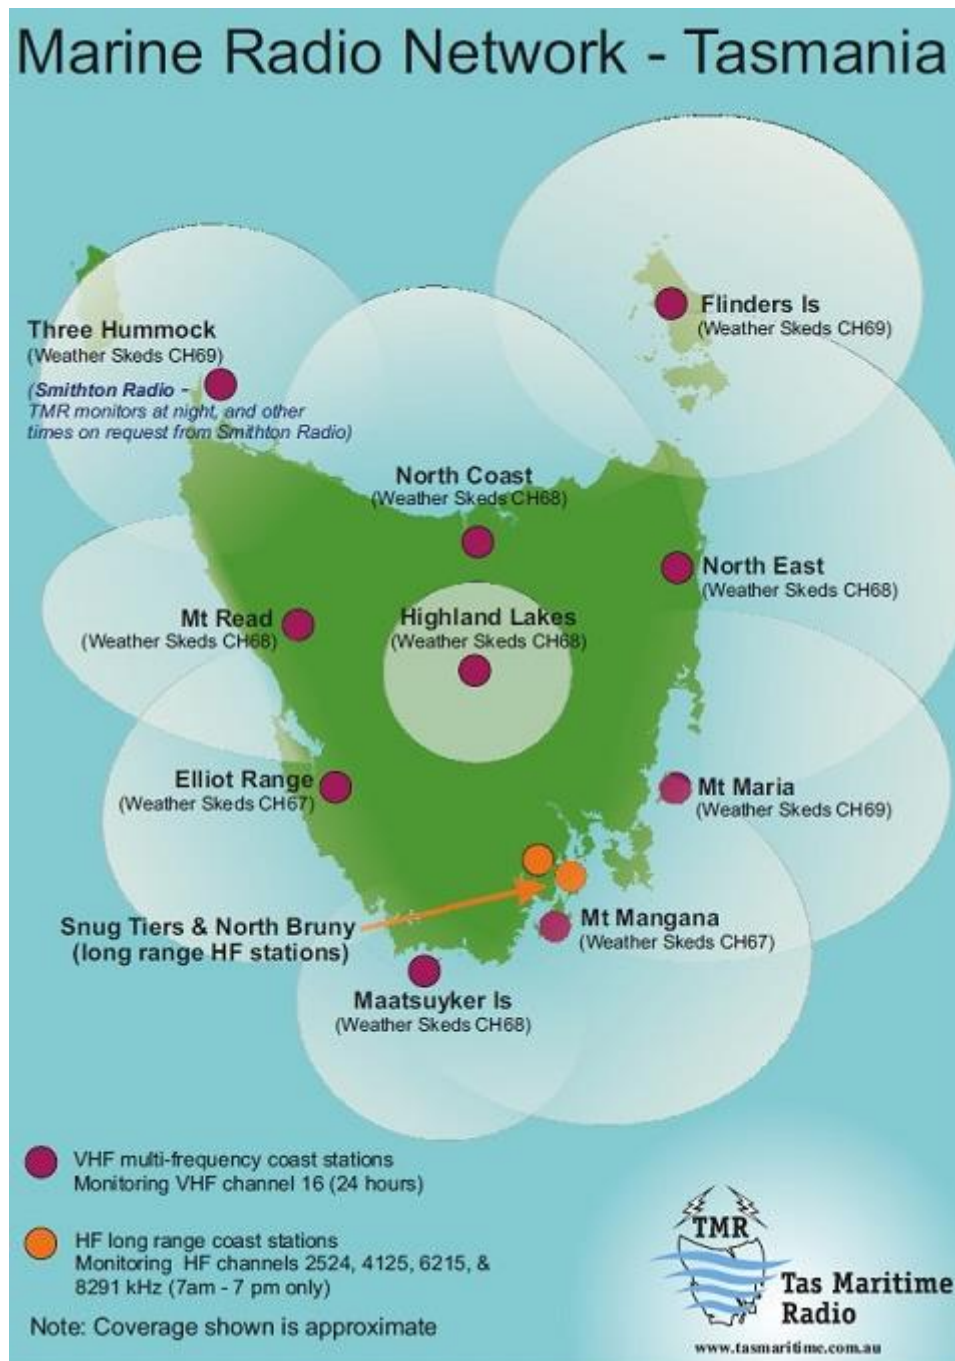 Marine Radio Network - Tasmania
Flinders Is
(Weather Skeds CH69)
Three Hummock
(Weather Skeds CH69)
(Smithton Radio -
TMR monitors at night, and other
times on request from Smithton Radio)
North Coast
(Weather Skeds CH68)
North East
(Weather Skeds CH68)
Mt Read
(Weather Skeds CH68)
Highland Lakes
(Weather Skeds CH68)
Elliot Range
(Weather Skeds CH67)
Mt Maria
(Weather Skeds CH69)
Snug Tiers & North Bruny
(long range HF stations)
Mt Mangana
(Weather Skeds CH67)
Maatsuyker Is
(Weather Skeds CH68)
VHF multi-frequency coast stations
Monitoring VHF channel 16 (24 hours)
HF long range coast stations
Monitoring HF channels 2524, 4125, 6215, &
8291 kHz (7am - 7 pm only)
Note: Coverage shown is approximate
TMR
Tas Maritime
Radio
www.tasmaritime.com.au